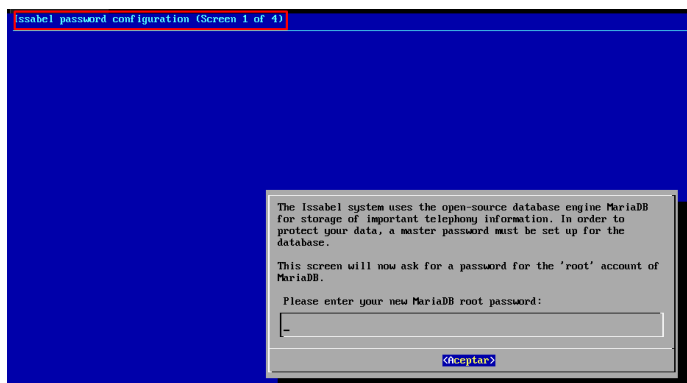 Issabel password configuration (Screen 1 of 4)
The Issabel system uses the open-source database engine MariaDB
for storage of important telephony information. In order to
protect your data, a master password must be set up for the
database.
This screen will now ask for a password for the 'root' account of
MariaDB.
Please enter your new MariaDB root password:
<Aceptar>